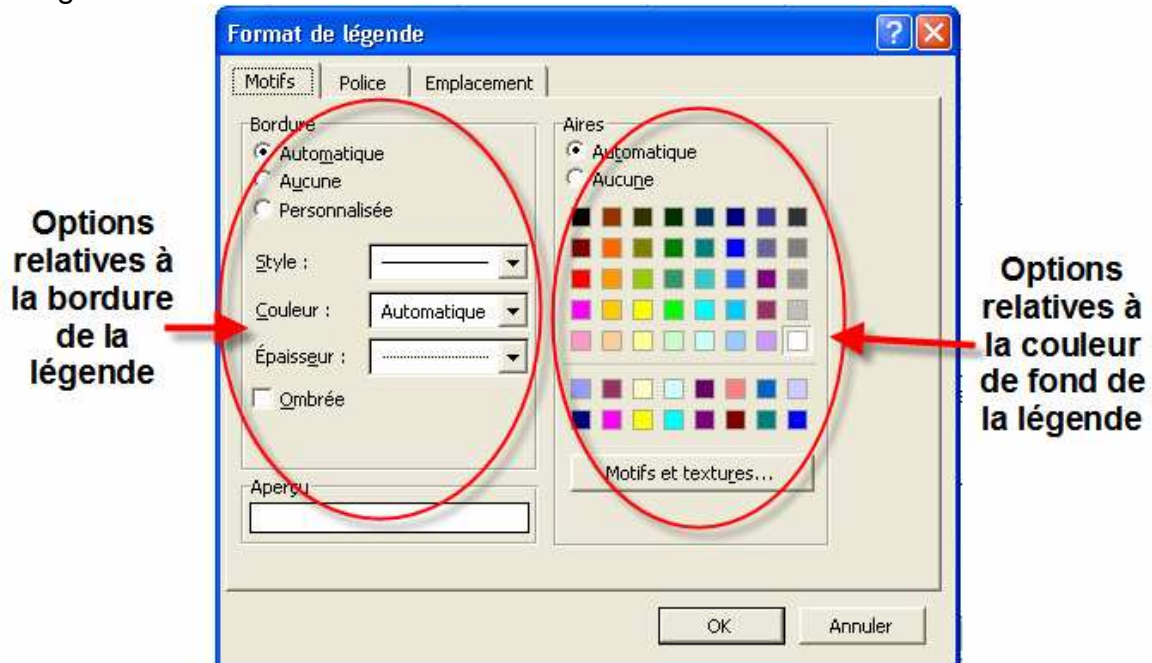 Format de légende
Motifs
Police
Emplacement
Bordure
Automatique
Aucune
Personnalisée
Style :
Couleur :
Automatique
Épaisseur :
Ombrée
Aperçu
Aires
Automatique
Aucune
Motifs et textures...
OK
Annuler
Options
relatives à
la bordure
de la
légende
Options
relatives à
la couleur
de fond de
la légende